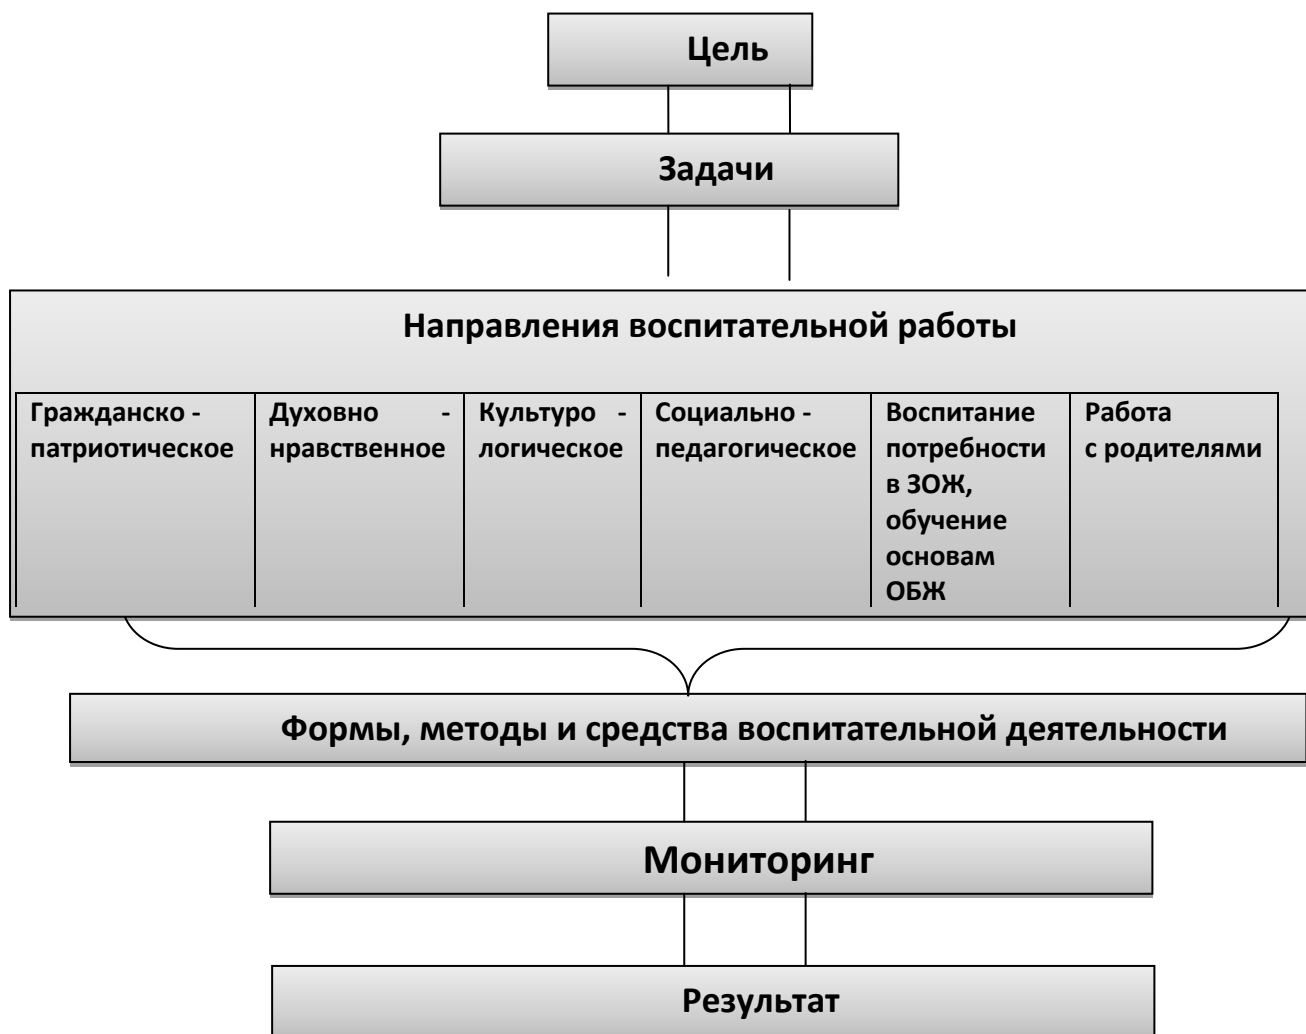 Цель
Задачи
Направления воспитательной работы
Гражданско -
патриотическое
Духовно -
нравственное
Культуро -
логическое
Социально -
педагогическое
Воспитание
потребности
в ЗОЖ,
обучение
основам
ОБЖ
Работа
с родителями
Формы, методы и средства воспитательной деятельности
Мониторинг
Результат